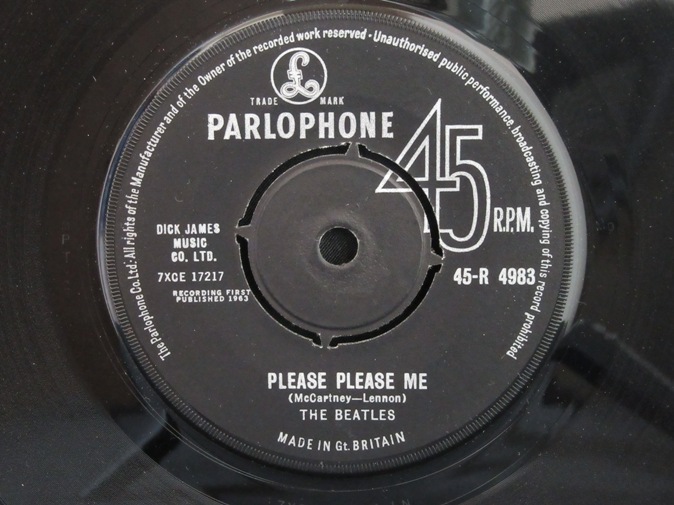 The Parlophone Co.Ltd. All rights of the Manufacturer and of the Owner of the recorded work reserved · Unauthorised public performance, broadcasting and copying of this record prohibited
£
TRADE MARK
PARLOPHONE
45
R.P.M.
DICK JAMES
MUSIC
CO. LTD.
7XCE 17217
45-R 4983
RECORDING FIRST
PUBLISHED 1963
PLEASE PLEASE ME
(McCartney—Lennon)
THE BEATLES
MADE IN Gt. BRITAIN